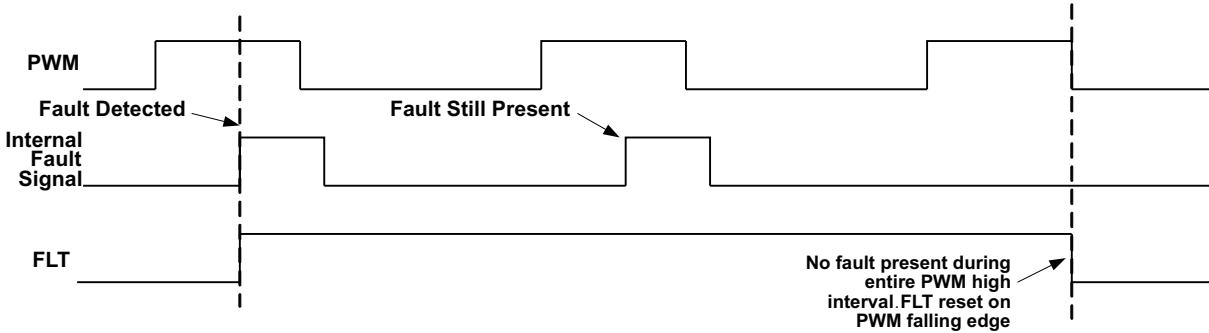 PWM
Fault Detected
Fault Still Present
Internal
Fault
Signal
FLT
No fault present during
entire PWM high
interval.FLT reset on
PWM falling edge